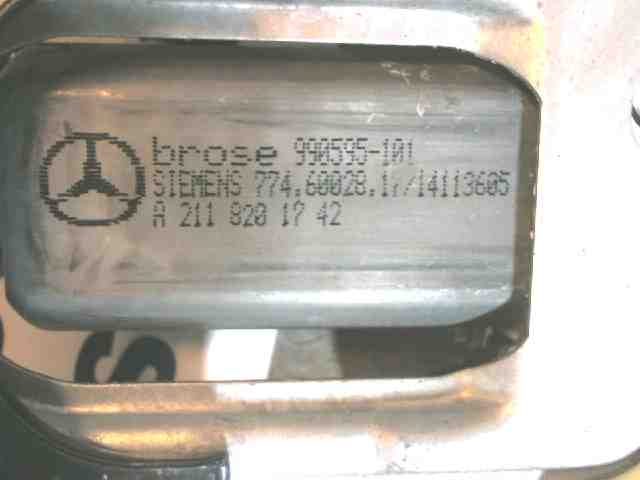 brose 990595-101
SIEMENS 774.60028.17/14113605
A 211 820 17 42
S